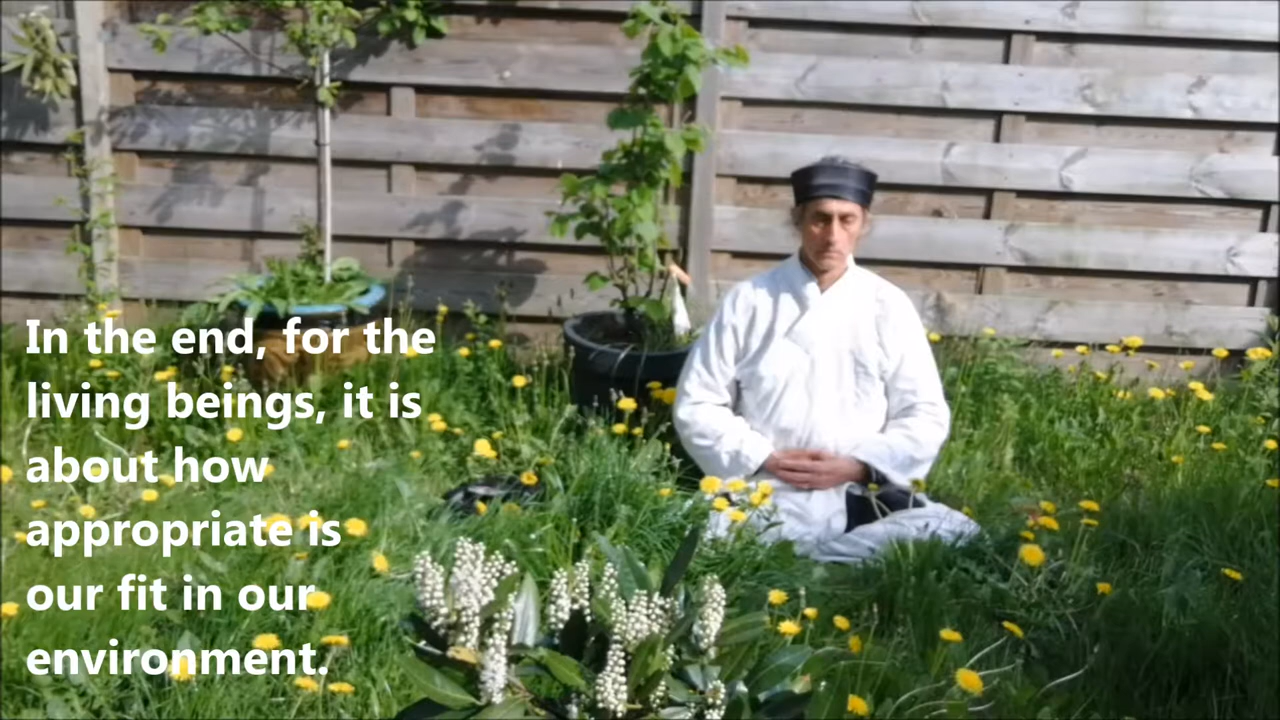 In the end, for the
living beings, it is
about how
appropriate is
our fit in our
environment.